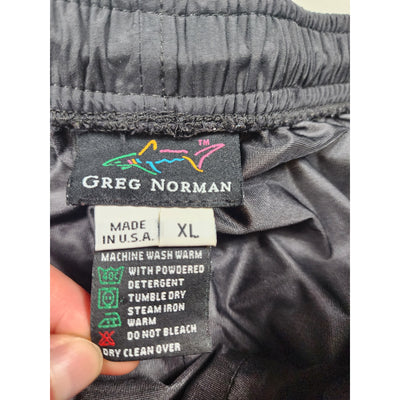 TM
GREG NORMAN
MADE
IN U.S.A.
XL
MACHINE WASH WARM
WITH POWDERED
DETERGENT
TUMBLE DRY
STEAM IRON
WARM
DO NOT BLEACH
DRY CLEAN OVER